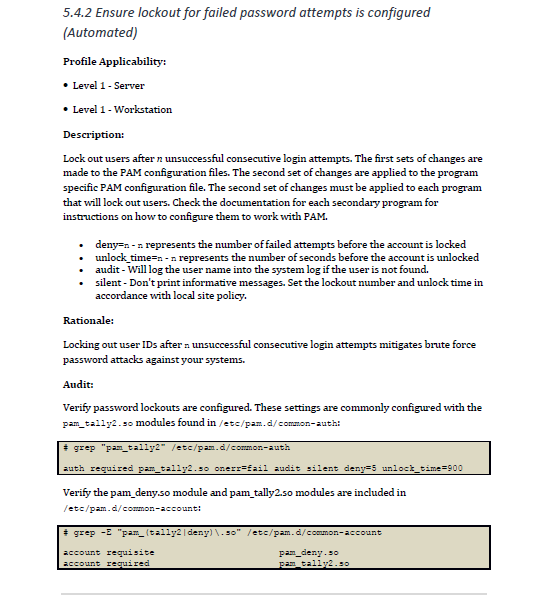 5.4.2 Ensure lockout for failed password attempts is configured
(Automated)
Profile Applicability:
• Level 1 - Server
• Level 1 - Workstation
Description:
Lock out users after n unsuccessful consecutive login attempts. The first sets of changes are
made to the PAM configuration files. The second set of changes are applied to the program
specific PAM configuration file. The second set of changes must be applied to each program
that will lock out users. Check the documentation for each secondary program for
instructions on how to configure them to work with PAM.
• deny=n - n represents the number of failed attempts before the account is locked
• unlock_time=n - n represents the number of seconds before the account is unlocked
• audit - Will log the user name into the system log if the user is not found.
• silent - Don't print informative messages. Set the lockout number and unlock time in
accordance with local site policy.
Rationale:
Locking out user IDs after n unsuccessful consecutive login attempts mitigates brute force
password attacks against your systems.
Audit:
Verify password lockouts are configured. These settings are commonly configured with the
pam_tally2.so modules found in /etc/pam.d/common-auth:
# grep "pam_tally2" /etc/pam.d/common-auth
auth required pam_tally2.so onerr=fail audit silent deny=5 unlock_time=900
Verify the pam_deny.so module and pam_tally2.so modules are included in
/etc/pam.d/common-account:
# grep -E "pam_(tally2|deny)\.so" /etc/pam.d/common-account
account requisite pam_deny.so
account required pam_tally2.so